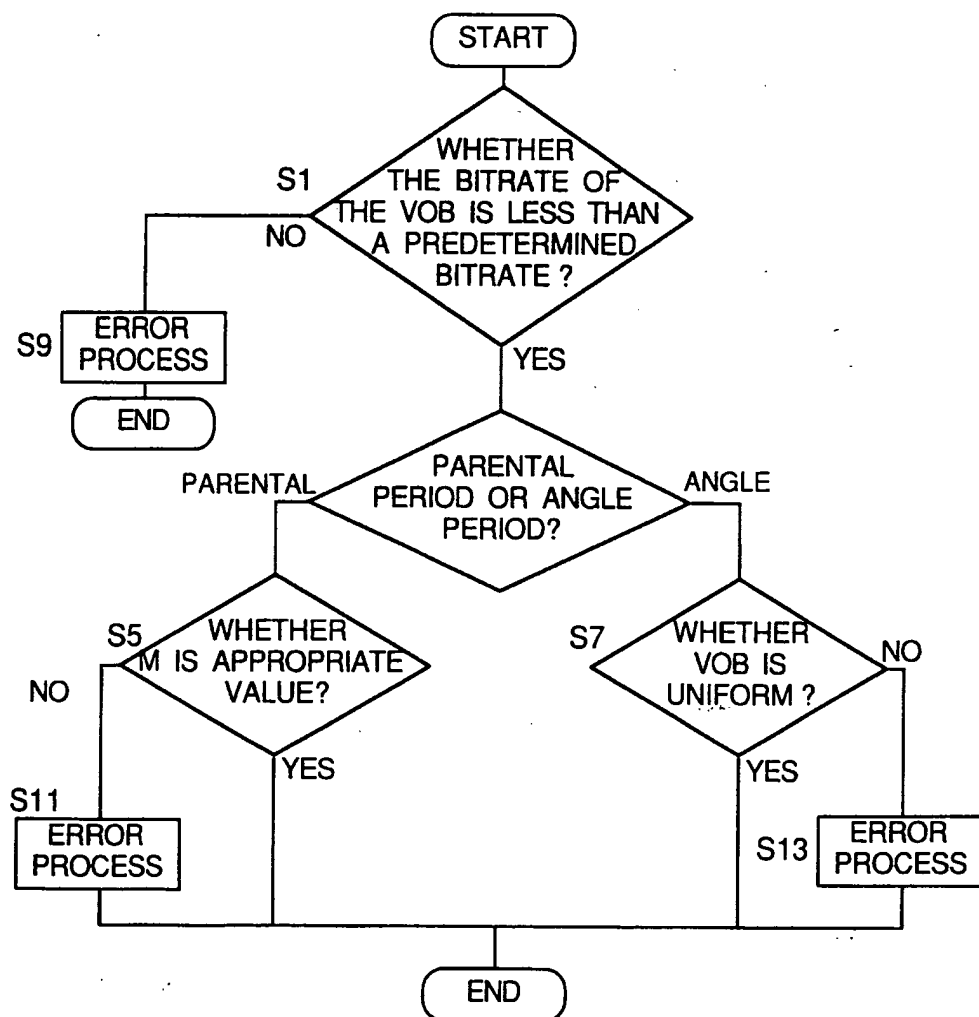 START
S1
WHETHER
THE BITRATE OF
THE VOB IS LESS THAN
A PREDETERMINED
BITRATE ?
NO
YES
S9
ERROR
PROCESS
END
PARENTAL
PARENTAL
PERIOD OR ANGLE
PERIOD?
ANGLE
S5
WHETHER
M IS APPROPRIATE
VALUE?
NO
YES
S7
WHETHER
VOB IS
UNIFORM ?
NO
YES
S11
ERROR
PROCESS
S13
ERROR
PROCESS
END